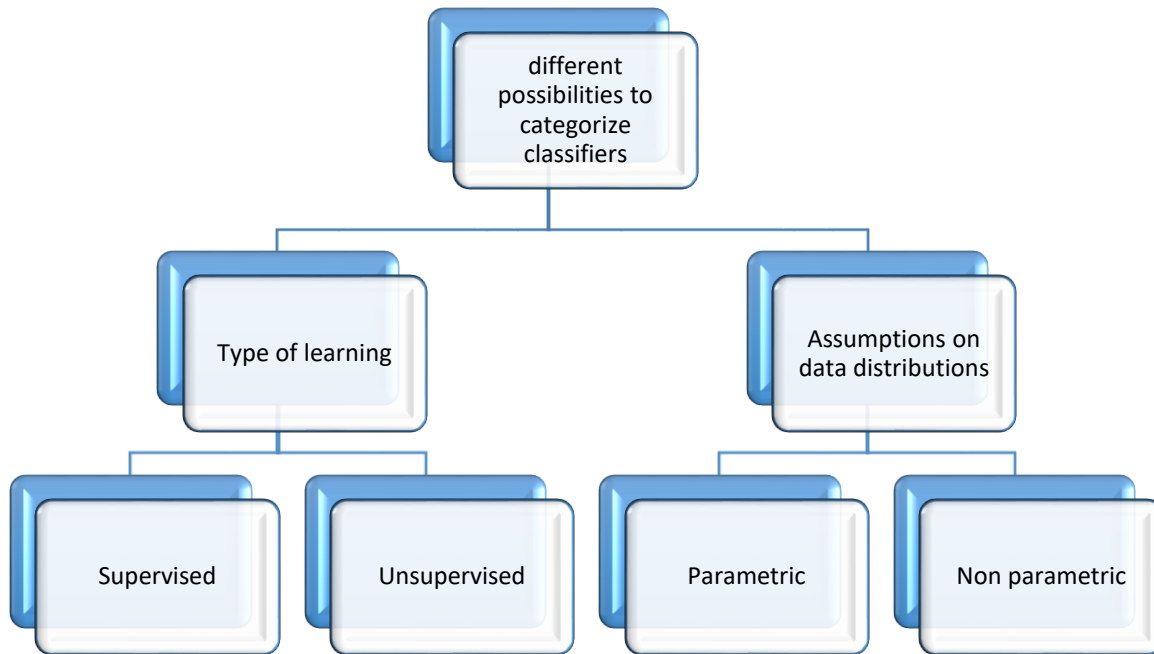 different
possibilities to
categorize
classifiers
Type of learning
Assumptions on
data distributions
Supervised
Unsupervised
Parametric
Non parametric